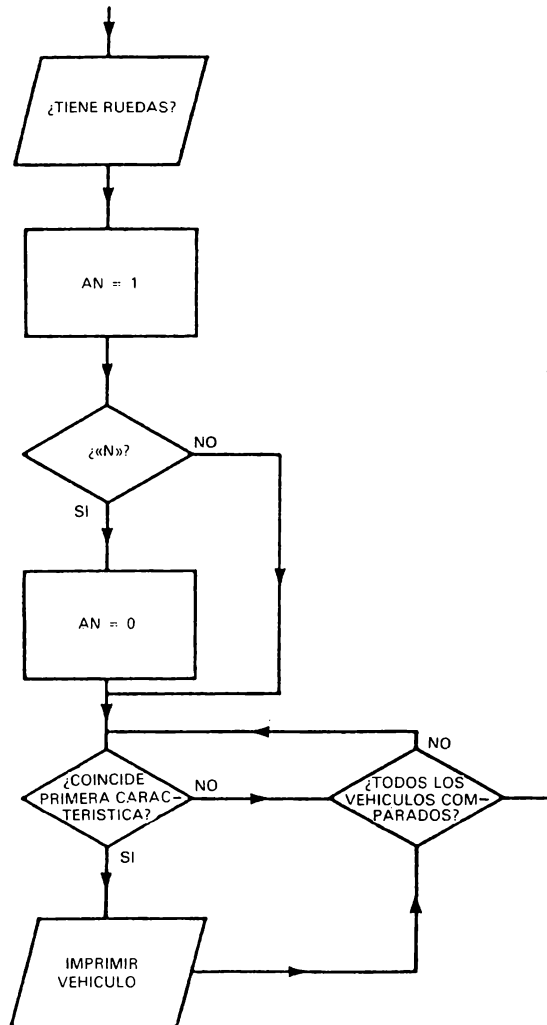 ¿TIENE RUEDAS?
AN = 1
¿«N»?
NO
SI
AN = 0
¿COINCIDE
PRIMERA CARAC-
TERISTICA?
NO
SI
¿TODOS LOS
VEHICULOS COM-
PARADOS?
NO
IMPRIMIR
VEHICULO